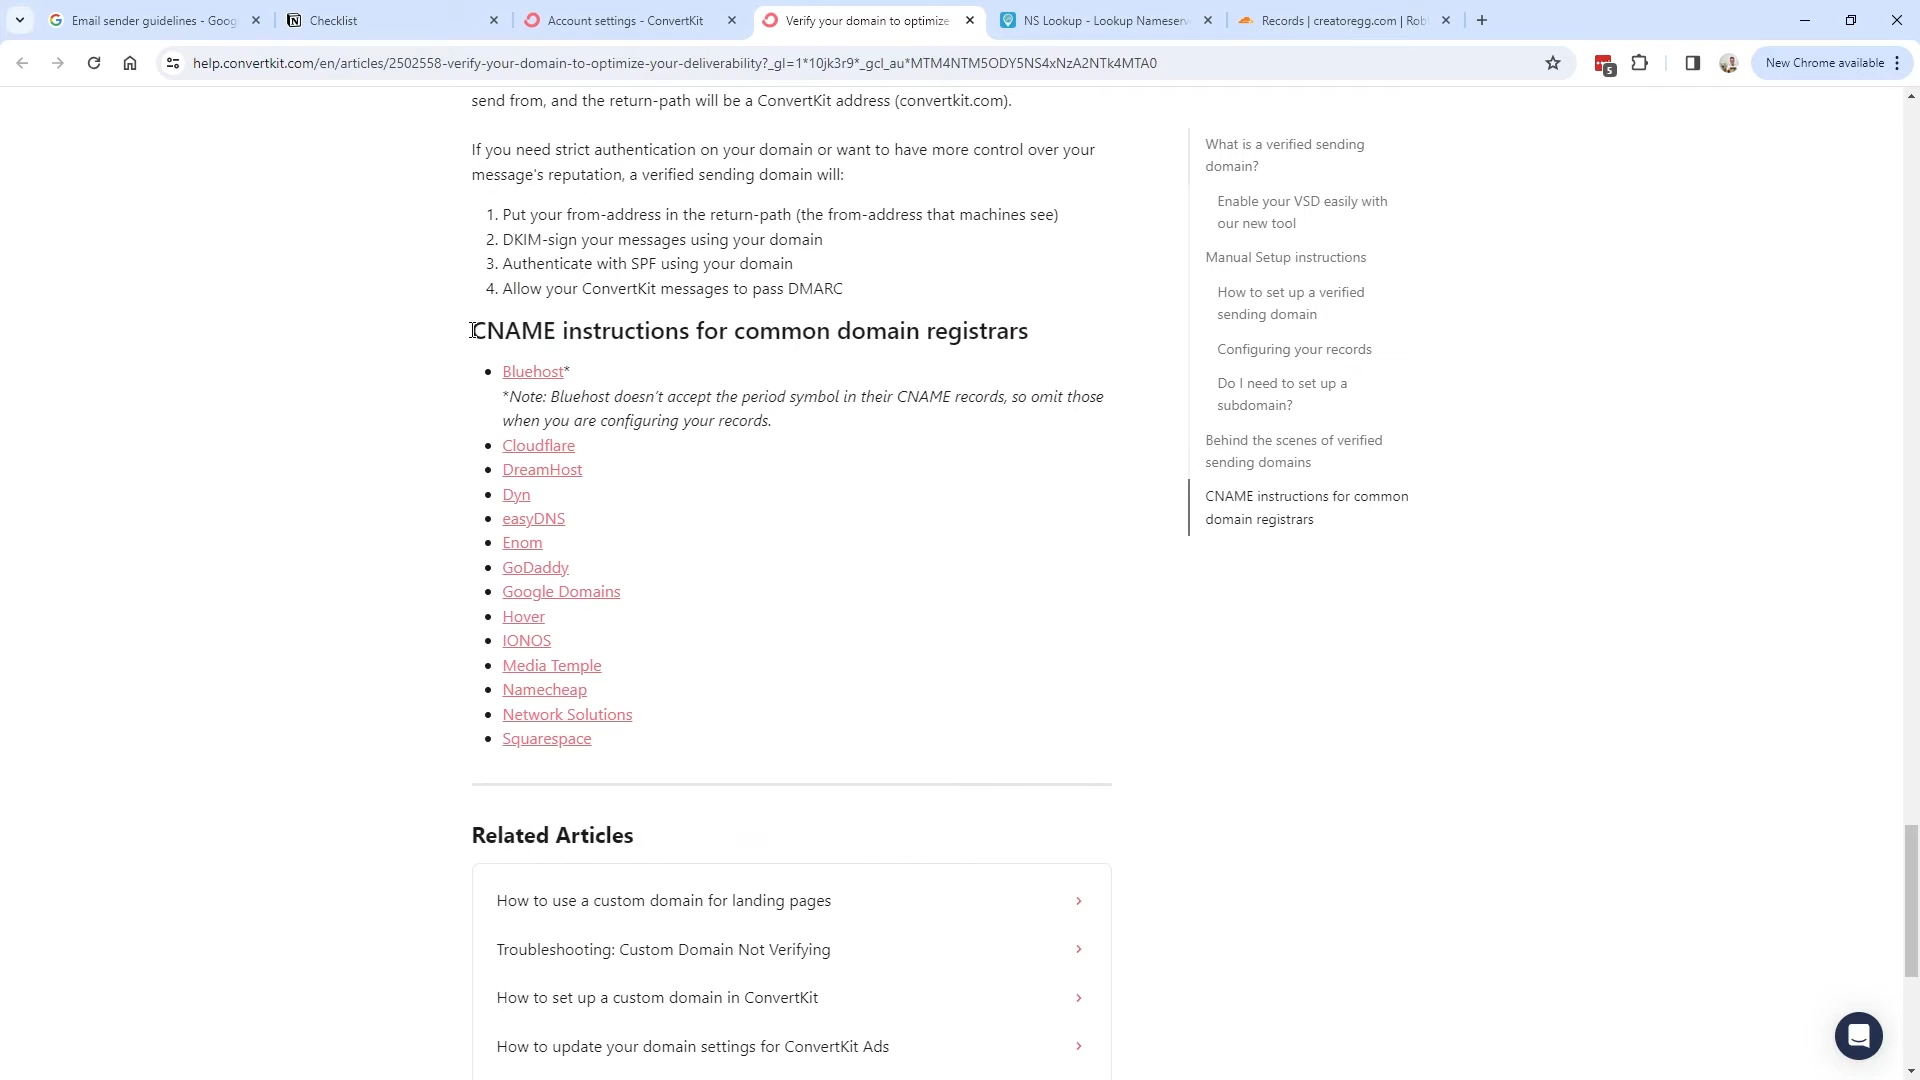 Email sender guidelines - Goog
Checklist
Account settings - ConvertKit
Verify your domain to optimize
NS Lookup - Lookup Nameserv
Records | creatoregg.com | Rob
help.convertkit.com/en/articles/2502558-verify-your-domain-to-optimize-your-deliverability?_gl=1*10jk3r9*_gcl_au*MTM4NTM5ODY5NS4xNzA2NTk4MTA0
5
New Chrome available
send from, and the return-path will be a ConvertKit address (convertkit.com).
If you need strict authentication on your domain or want to have more control over your
message's reputation, a verified sending domain will:
1. Put your from-address in the return-path (the from-address that machines see)
2. DKIM-sign your messages using your domain
3. Authenticate with SPF using your domain
4. Allow your ConvertKit messages to pass DMARC
CNAME instructions for common domain registrars
Bluehost*
*Note: Bluehost doesn't accept the period symbol in their CNAME records, so omit those
when you are configuring your records.
Cloudflare
DreamHost
Dyn
easyDNS
Enom
GoDaddy
Google Domains
Hover
IONOS
Media Temple
Namecheap
Network Solutions
Squarespace
Related Articles
How to use a custom domain for landing pages
Troubleshooting: Custom Domain Not Verifying
How to set up a custom domain in ConvertKit
How to update your domain settings for ConvertKit Ads
What is a verified sending
domain?
Enable your VSD easily with
our new tool
Manual Setup instructions
How to set up a verified
sending domain
Configuring your records
Do I need to set up a
subdomain?
Behind the scenes of verified
sending domains
CNAME instructions for common
domain registrars